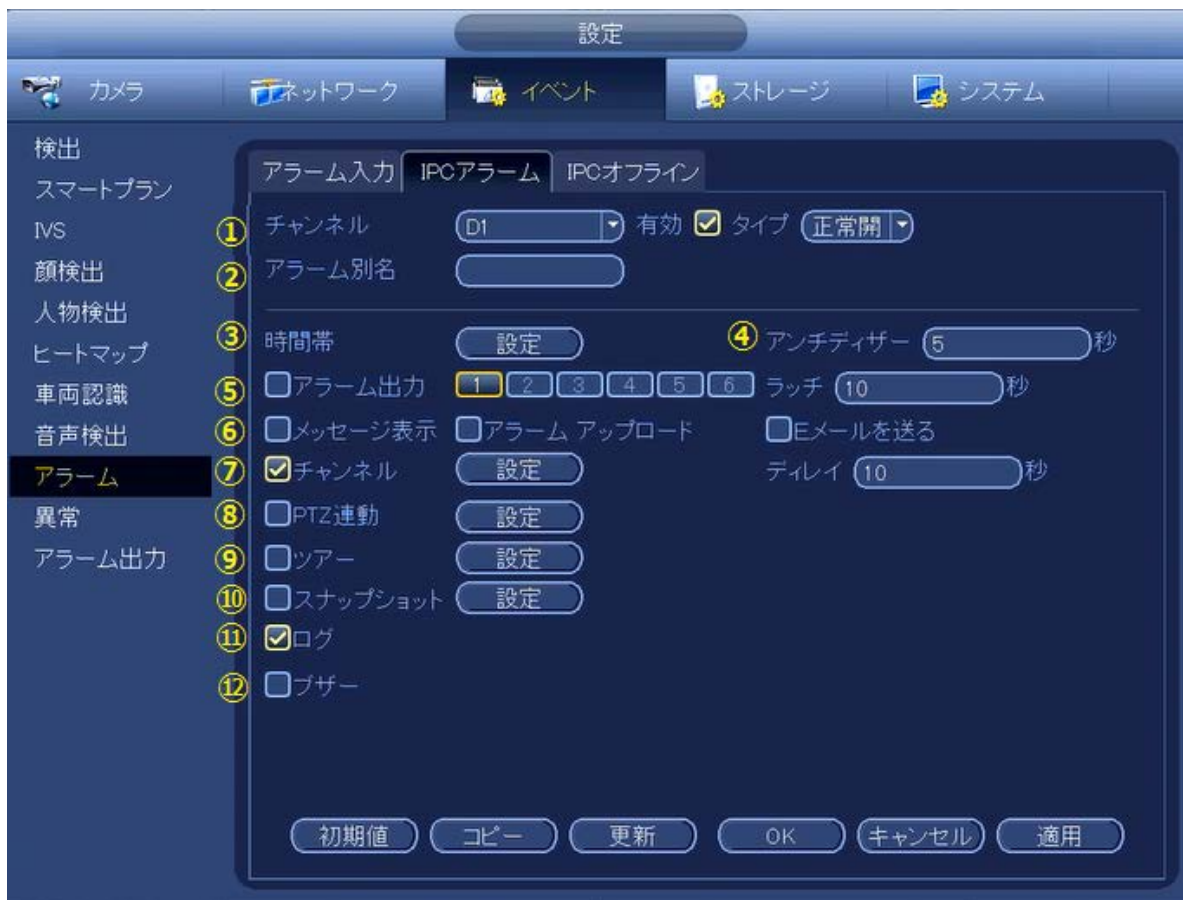 設定
カメラ ネットワーク イベント ストレージ システム
検出
スマートプラン
IVS
顔検出
人物検出
ヒートマップ
車両認識
音声検出
アラーム
異常
アラーム出力
アラーム入力 IPCアラーム IPCオフライン
① チャンネル D1 有効 タイプ 正常開
② アラーム別名
③ 時間帯 設定 ④ アンチディザー 5 秒
⑤ アラーム出力 1 2 3 4 5 6 ラッチ 10 秒
⑥ メッセージ表示 アラーム アップロード Eメールを送る
⑦ チャンネル 設定 ディレイ 10 秒
⑧ PTZ連動 設定
⑨ ツアー 設定
⑩ スナップショット 設定
⑪ ログ
⑫ ブザー
初期値 コピー 更新 OK キャンセル 適用